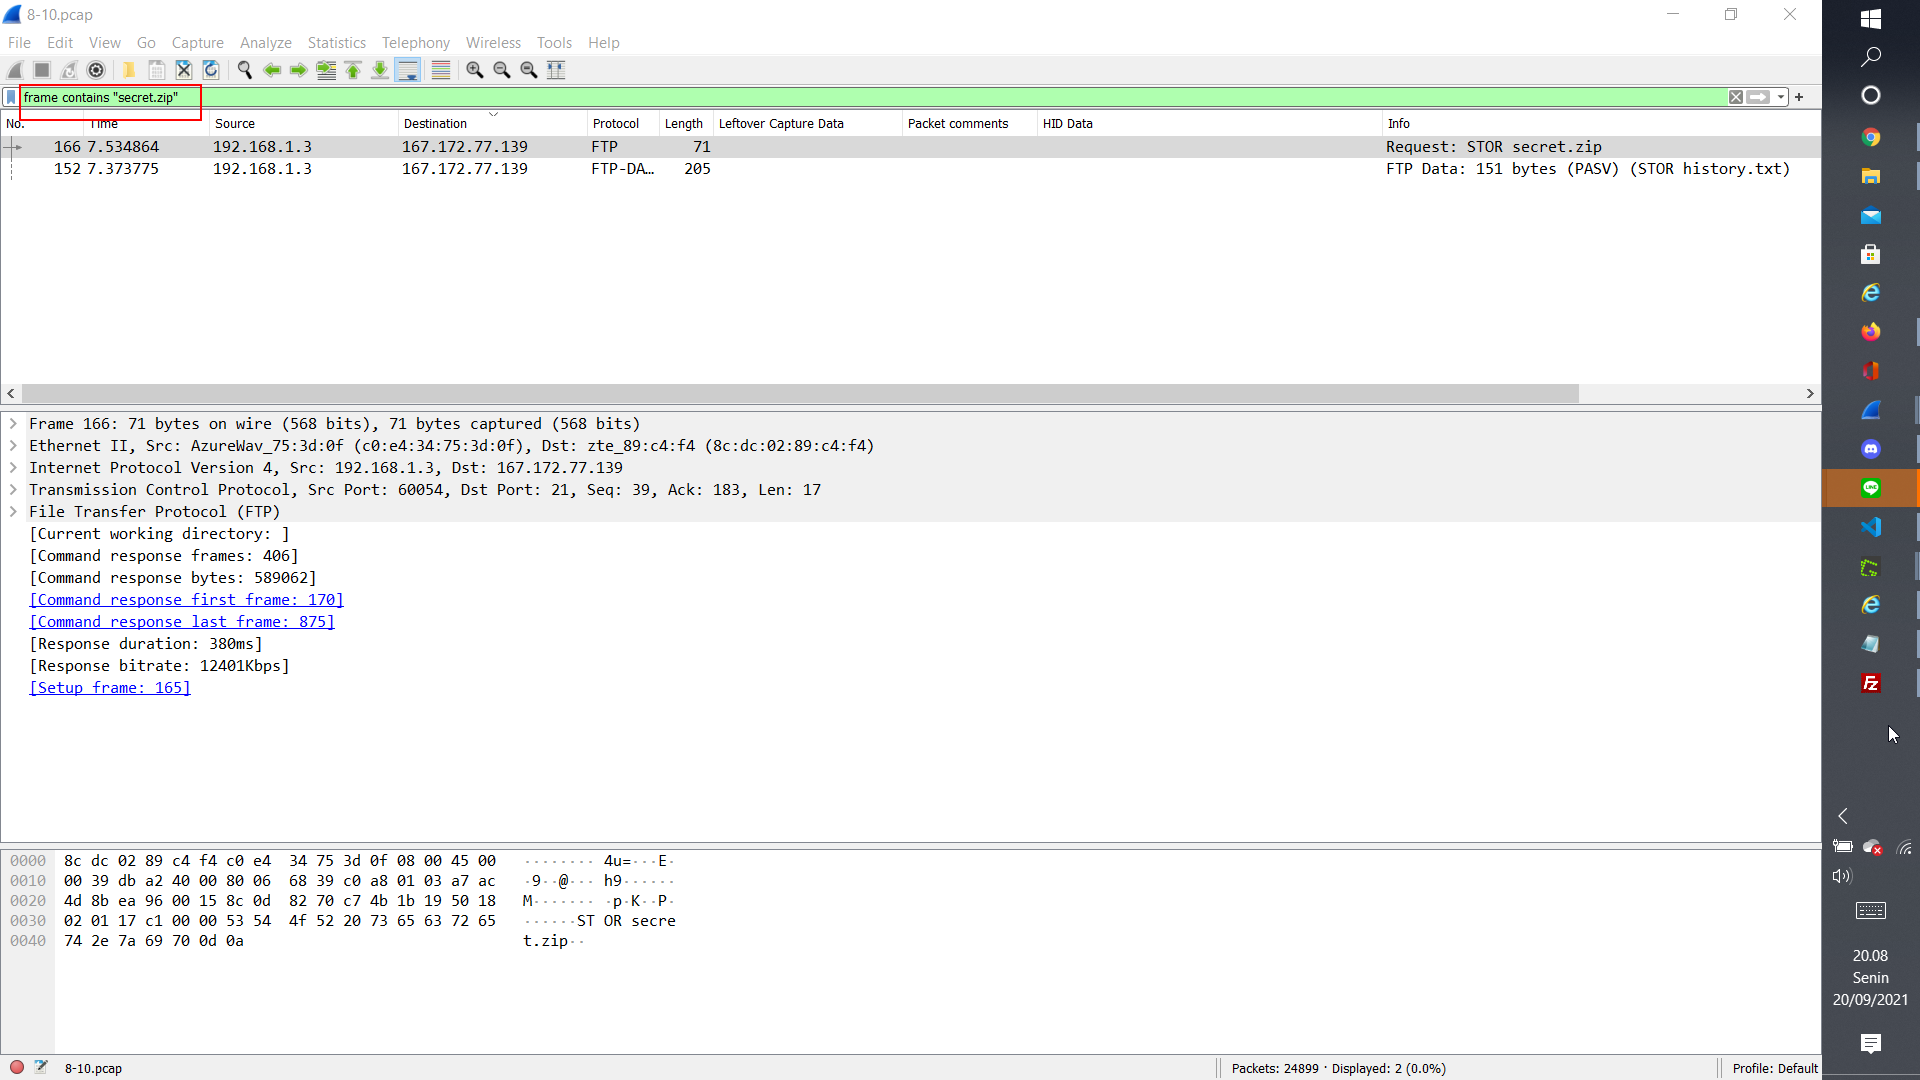 8-10.pcap
File Edit View Go Capture Analyze Statistics Telephony Wireless Tools Help
frame contains "secret.zip"
No. Time Source Destination Protocol Length Leftover Capture Data Packet comments HID Data Info
166 7.534864 192.168.1.3 167.172.77.139 FTP 71 Request: STOR secret.zip
152 7.373775 192.168.1.3 167.172.77.139 FTP-DA… 205 FTP Data: 151 bytes (PASV) (STOR history.txt)
Frame 166: 71 bytes on wire (568 bits), 71 bytes captured (568 bits)
Ethernet II, Src: AzureWav_75:3d:0f (c0:e4:34:75:3d:0f), Dst: zte_89:c4:f4 (8c:dc:02:89:c4:f4)
Internet Protocol Version 4, Src: 192.168.1.3, Dst: 167.172.77.139
Transmission Control Protocol, Src Port: 60054, Dst Port: 21, Seq: 39, Ack: 183, Len: 17
File Transfer Protocol (FTP)
[Current working directory: ]
[Command response frames: 406]
[Command response bytes: 589062]
[Command response first frame: 170]
[Command response last frame: 875]
[Response duration: 380ms]
[Response bitrate: 12401Kbps]
[Setup frame: 165]
0000 8c dc 02 89 c4 f4 c0 e4 34 75 3d 0f 08 00 45 00 ········ 4u=···E·
0010 00 39 db a2 40 00 80 06 68 39 c0 a8 01 03 a7 ac ·9··@··· h9······
0020 4d 8b ea 96 00 15 8c 0d 82 70 c7 4b 1b 19 50 18 M······· ·p·K··P·
0030 02 01 17 c1 00 00 53 54 4f 52 20 73 65 63 72 65 ······ST OR secre
0040 74 2e 7a 69 70 0d 0a t.zip··
8-10.pcap Packets: 24899 · Displayed: 2 (0.0%) Profile: Default
20.08
Senin
20/09/2021